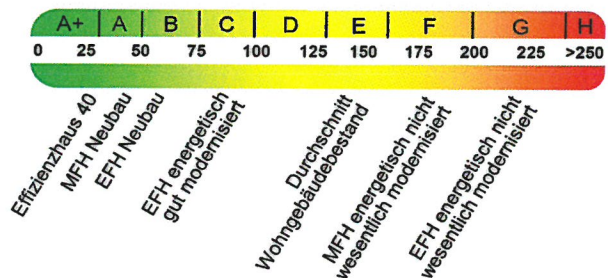 A+ A B C D E F G H
0 25 50 75 100 125 150 175 200 225 >250
Effizienzhaus 40
MFH Neubau
EFH Neubau
EFH energetisch
gut modernisiert
Durchschnitt
Wohngebäudebestand
MFH energetisch nicht
wesentlich modernisiert
EFH energetisch nicht
wesentlich modernisiert